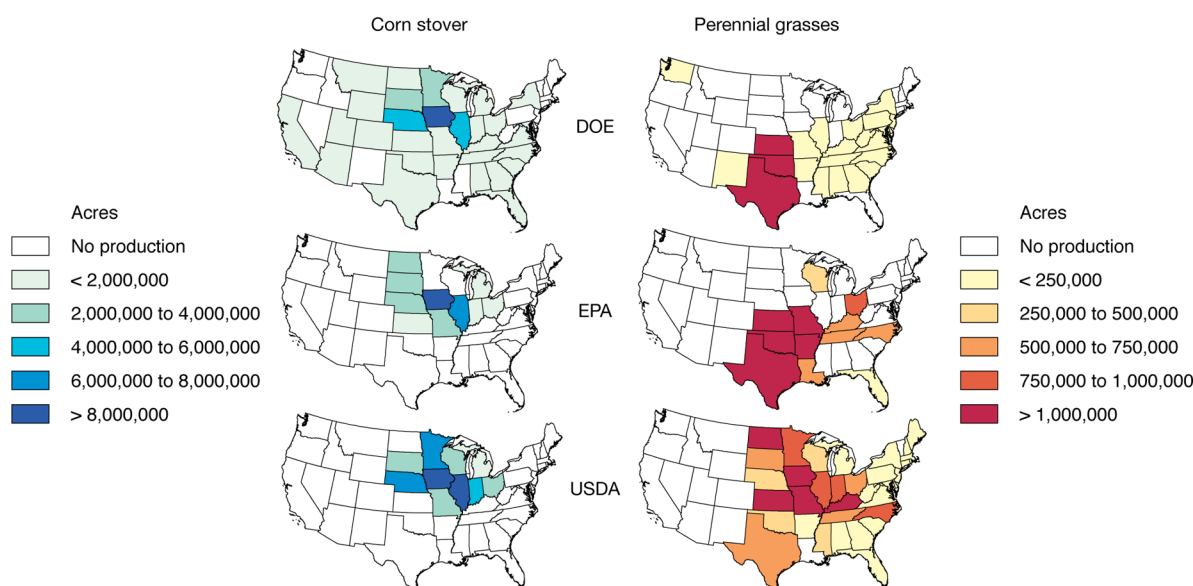 Corn stover
Perennial grasses
DOE
Acres
No production
< 2,000,000
2,000,000 to 4,000,000
4,000,000 to 6,000,000
6,000,000 to 8,000,000
> 8,000,000
EPA
Acres
No production
< 250,000
250,000 to 500,000
500,000 to 750,000
750,000 to 1,000,000
> 1,000,000
USDA